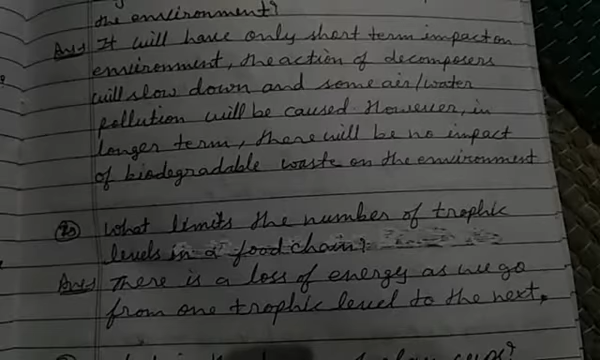 the environment?
Ans It will have only short term impact on
environment, the action of decomposers
will slow down and some air/water
pollution will be caused. However, in
longer term, there will be no impact
of biodegradable waste on the environment
What limits the number of trophic
levels in a food chain?
Ans There is a loss of energy as we go
from one trophic level to the next.